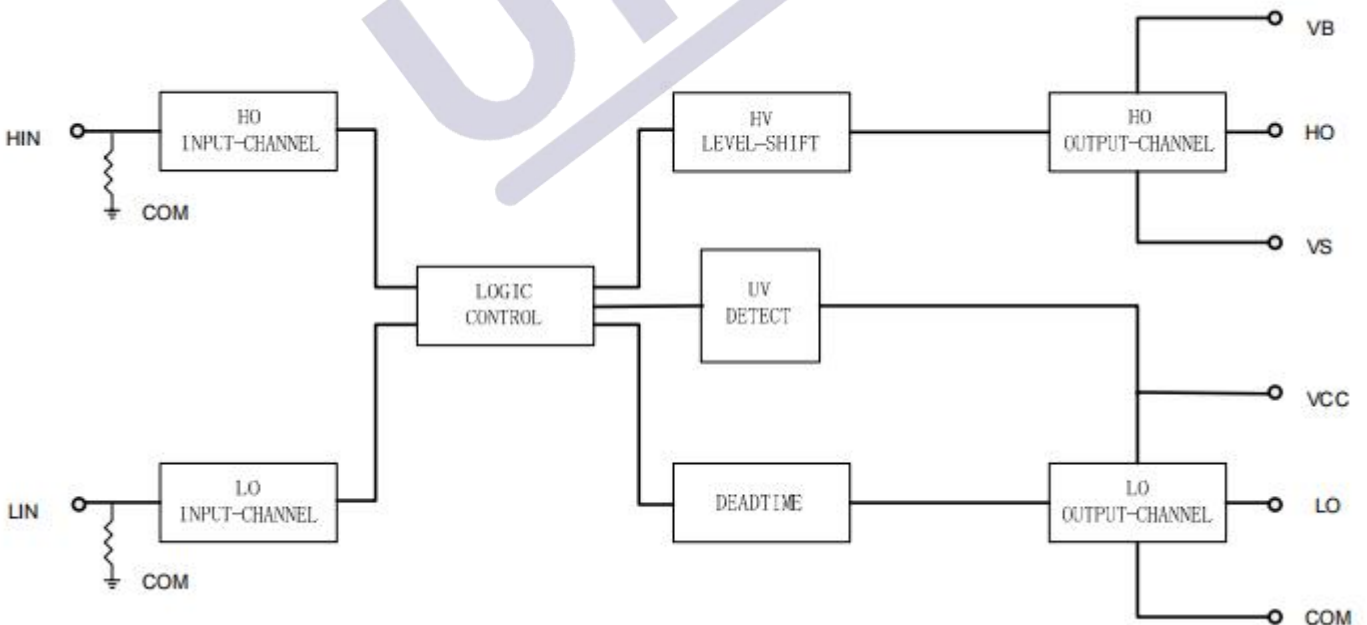 VB
HO
INPUT-CHANNEL
HV
LEVEL-SHIFT
HO
OUTPUT-CHANNEL
HIN
HO
COM
VS
LOGIC
CONTROL
UV
DETECT
VCC
LO
INPUT-CHANNEL
DEADTIME
LO
OUTPUT-CHANNEL
LIN
LO
COM
COM